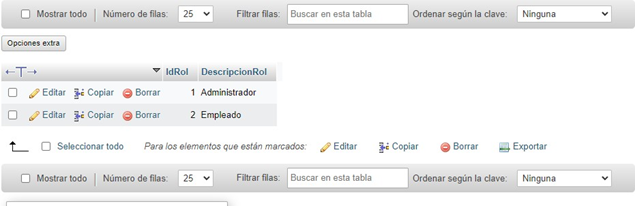 Mostrar todo Número de filas: 25 Filtrar filas: Buscar en esta tabla Ordenar según la clave: Ninguna
Opciones extra
←T→ IdRol DescripcionRol
Editar Copiar Borrar 1 Administrador
Editar Copiar Borrar 2 Empleado
Seleccionar todo Para los elementos que están marcados: Editar Copiar Borrar Exportar
Mostrar todo Número de filas: 25 Filtrar filas: Buscar en esta tabla Ordenar según la clave: Ninguna